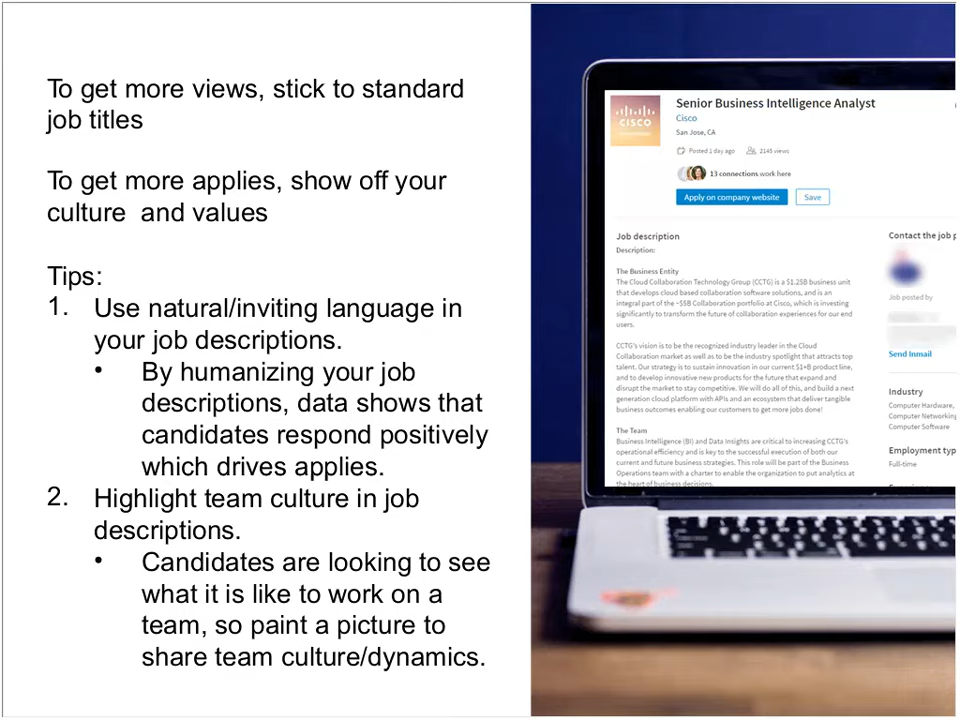 To get more views, stick to standard
job titles
To get more applies, show off your
culture  and values
Tips:
1. Use natural/inviting language in
your job descriptions.
• By humanizing your job
descriptions, data shows that
candidates respond positively
which drives applies.
2. Highlight team culture in job
descriptions.
• Candidates are looking to see
what it is like to work on a
team, so paint a picture to
share team culture/dynamics.
CISCO
Senior Business Intelligence Analyst
Cisco
San Jose, CA
Posted 1 day ago 2145 views
13 connections work here
Apply on company website Save
Job description
Description:
The Business Entity
The Cloud Collaboration Technology Group (CCTG) is a $1.25B business unit
that develops cloud based collaboration software solutions, and is an
integral part of the ~$5B Collaboration portfolio at Cisco, which is investing
significantly to transform the future of collaboration experiences for our end
users.
CCTG's vision is to be the recognized industry leader in the Cloud
Collaboration market as well as to be the industry spotlight that attracts top
talent. Our strategy is to sustain innovation in our current $1+B product line,
and to develop innovative new products for the future that expand and
disrupt the market to stay competitive. We will do all of this, and build a next
generation cloud platform with APIs and an ecosystem that deliver tangible
business outcomes enabling our customers to get more jobs done!
The Team
Business Intelligence (BI) and Data Insights are critical to increasing CCTG's
operational efficiency and is key to the successful execution of both our
current and future business strategies. This role will be part of the Business
Operations team with a charter to enable the organization to put analytics at
the heart of business decisions.
Contact the job p
Job posted by
Send Inmail
Industry
Computer Hardware,
Computer Networking
Computer Software
Employment typ
Full-time